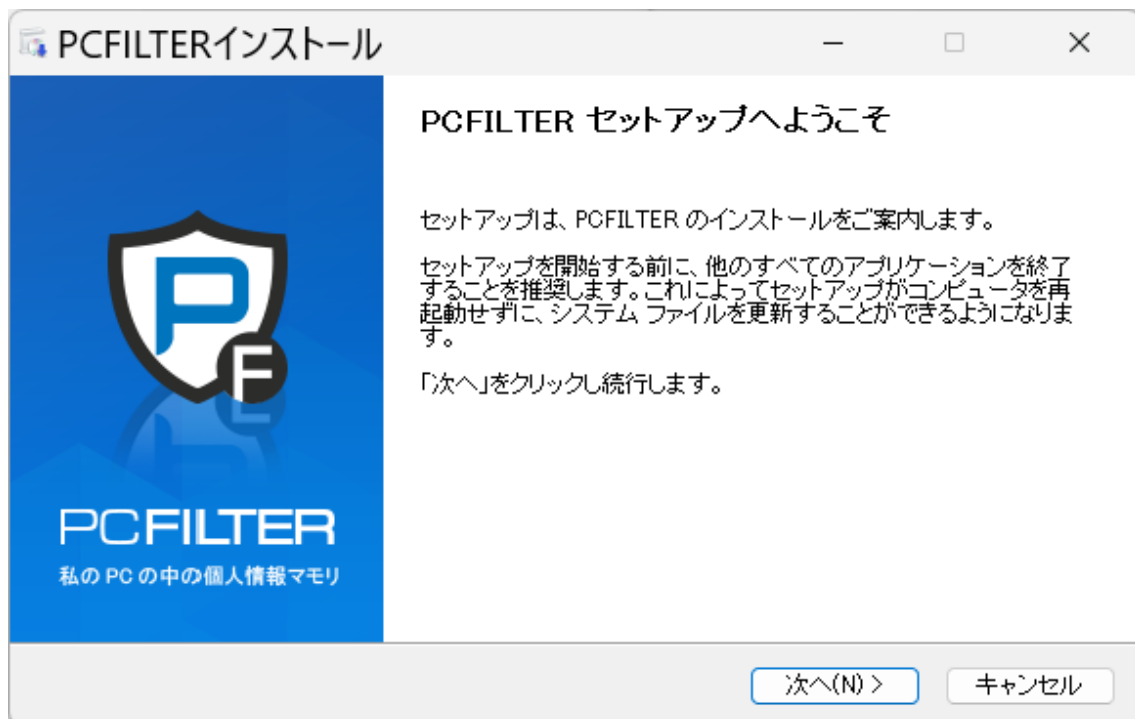 PCFILTERインストール
PCFILTER セットアップへようこそ
セットアップは、PCFILTER のインストールをご案内します。
セットアップを開始する前に、他のすべてのアプリケーションを終了
することを推奨します。これによってセットアップがコンピュータを再
起動せずに、システム ファイルを更新することができるようになりま
す。
「次へ」をクリックし続行します。
P
F
PCFILTER
私の PC の中の個人情報マモリ
次へ(N) >
キャンセル